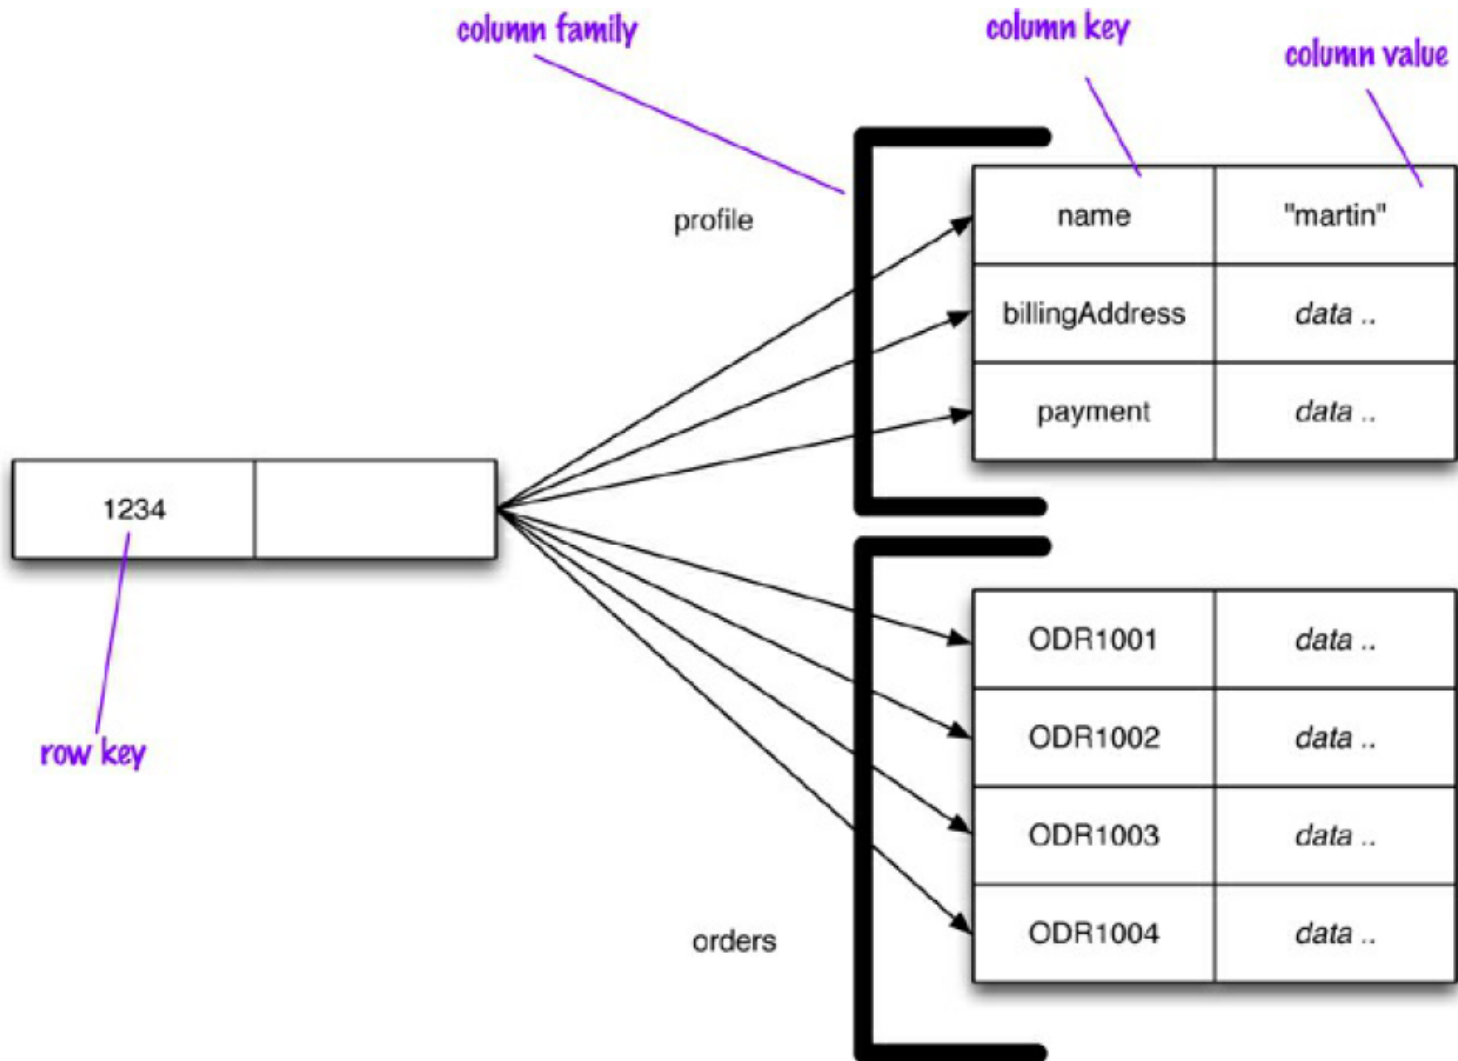 column family
column key
column value
profile
name
"martin"
billingAddress
data ..
payment
data ..
1234
row key
ODR1001
data ..
ODR1002
data ..
ODR1003
data ..
ODR1004
data ..
orders